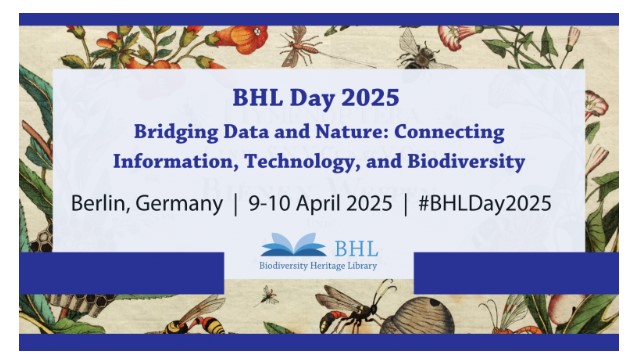 BHL Day 2025
Bridging Data and Nature: Connecting
Information, Technology, and Biodiversity
Berlin, Germany | 9-10 April 2025 | #BHLDay2025
BHL
Biodiversity Heritage Library